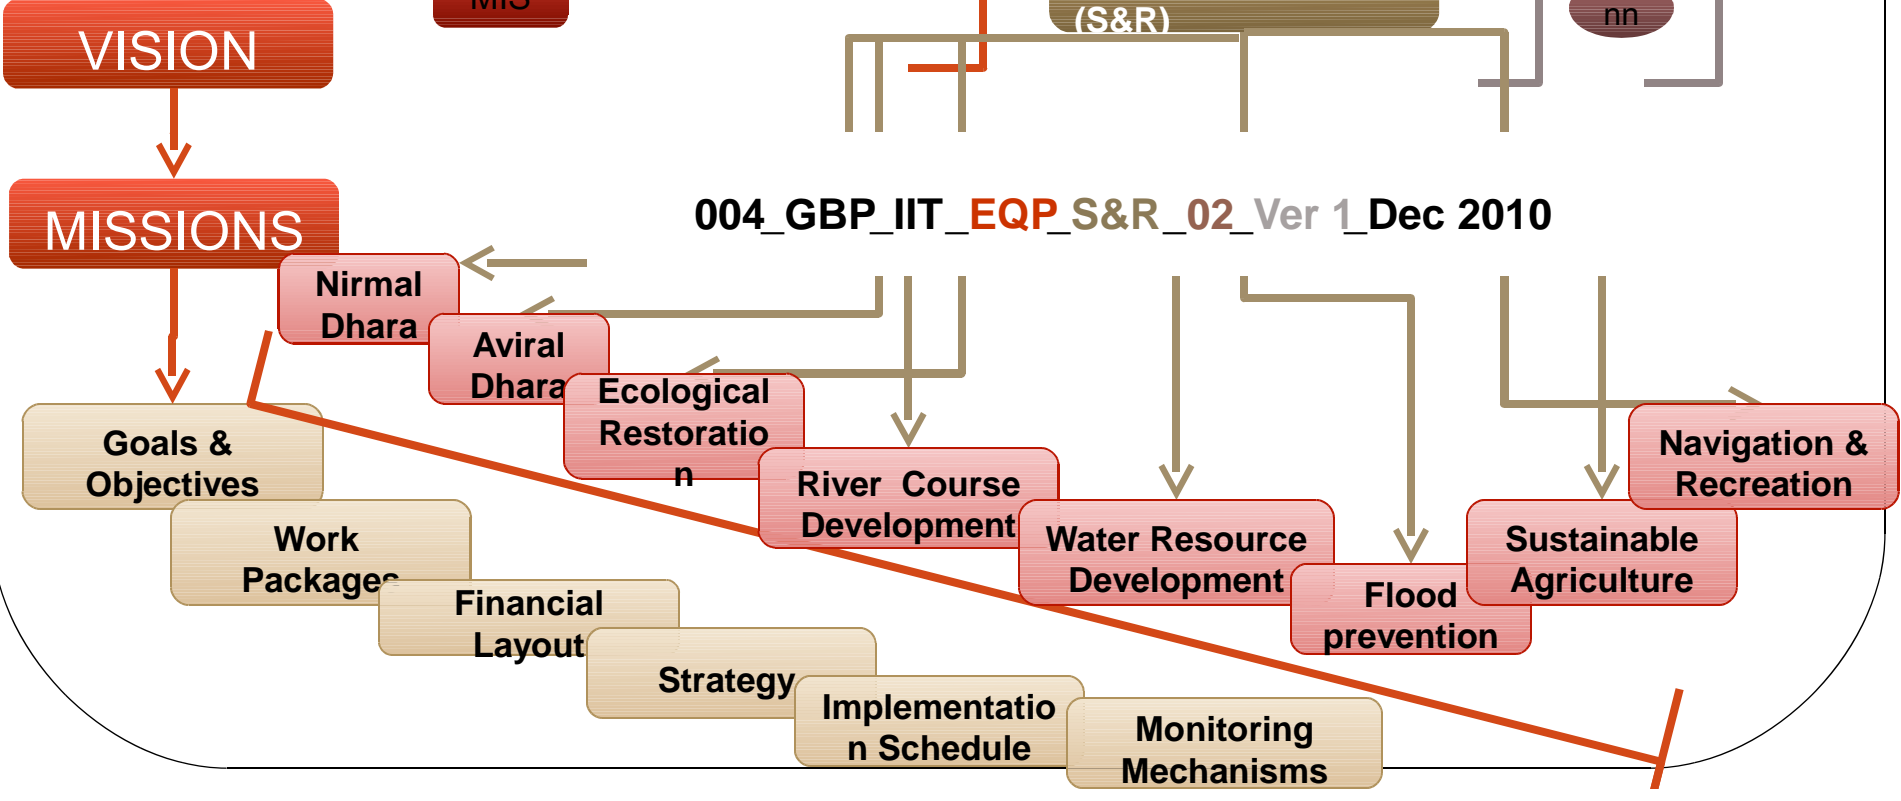 MIS
(S&R)
nn
VISION
MISSIONS
004_GBP_IIT_EQP_S&R_02_Ver 1_Dec 2010
Nirmal
Dhara
Aviral
Dhara
Ecological
Restoratio
n
River Course
Development
Water Resource
Development
Flood
prevention
Sustainable
Agriculture
Navigation &
Recreation
Goals &
Objectives
Work
Packages
Financial
Layout
Strategy
Implementatio
n Schedule
Monitoring
Mechanisms